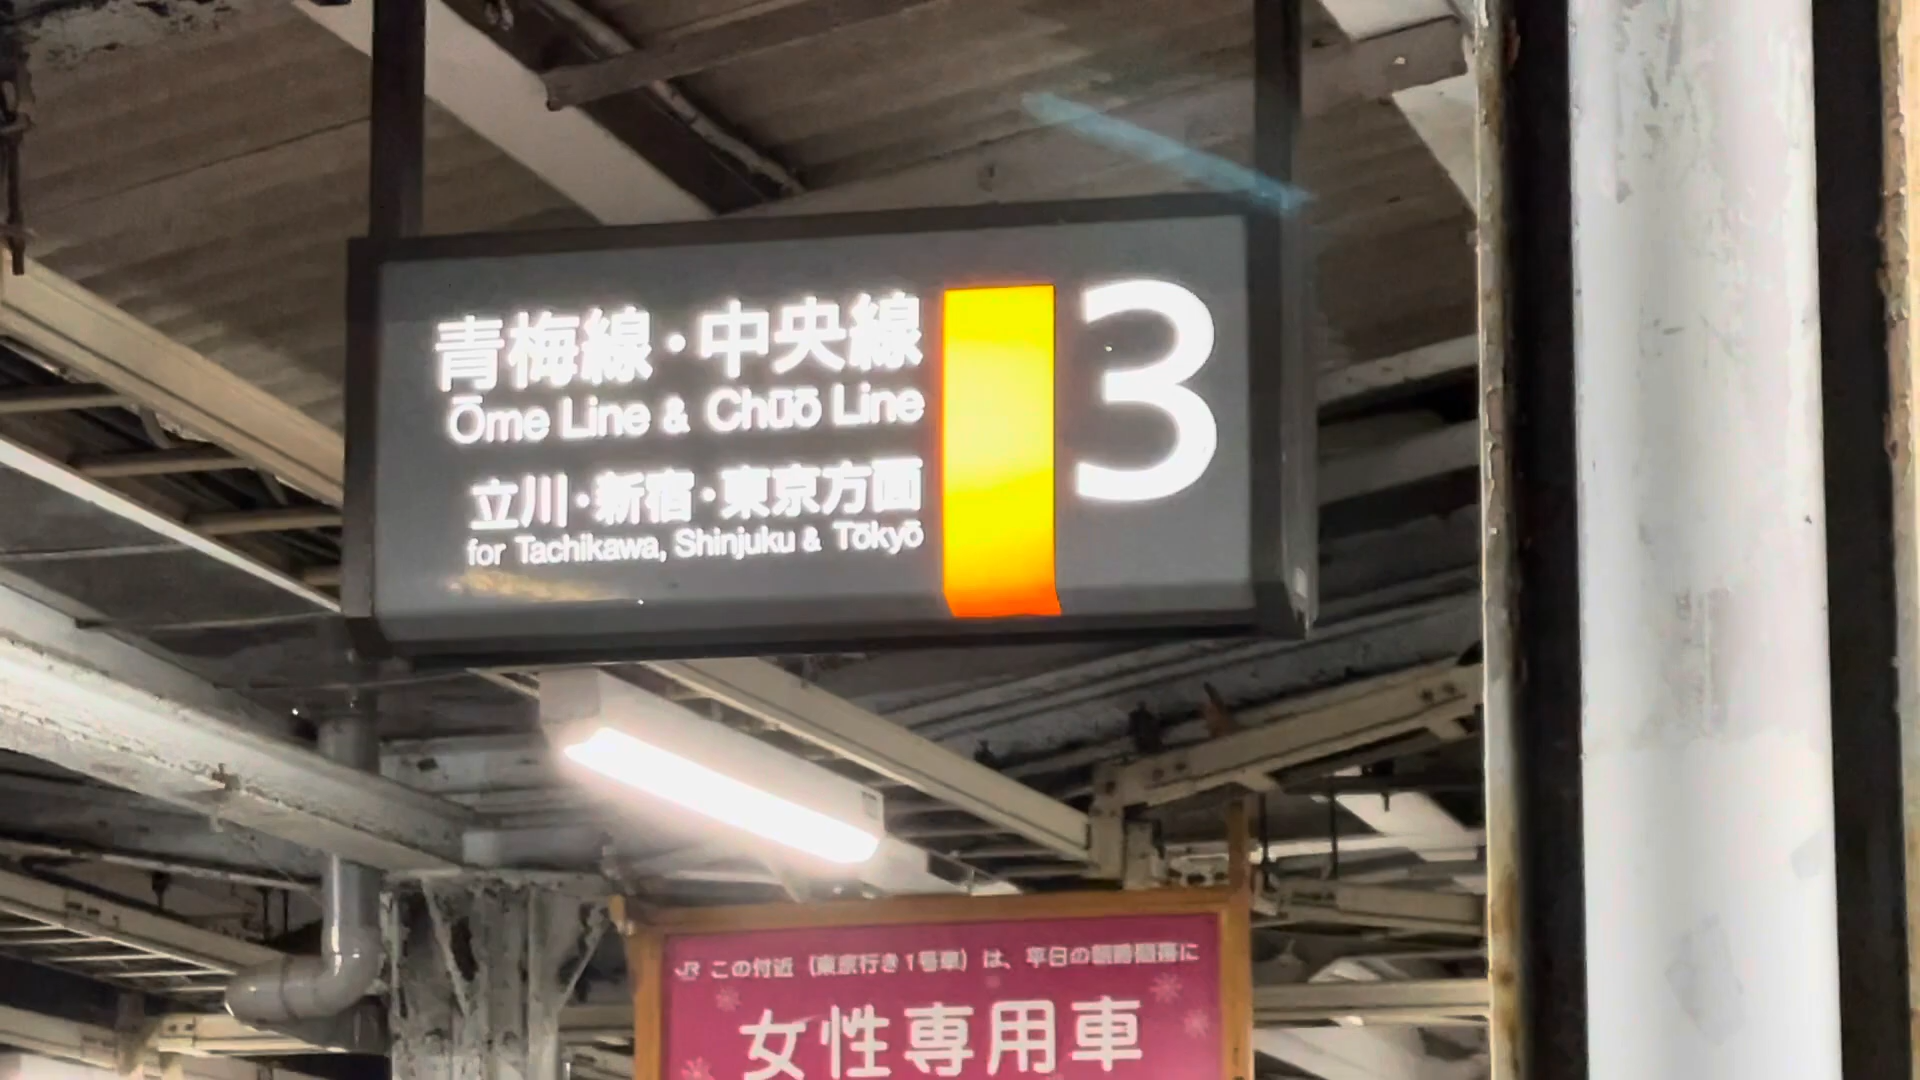 青梅線・中央線
Ōme Line & Chūō Line
立川・新宿・東京方面
for Tachikawa, Shinjuku & Tōkyō
3
JR この付近（東京行き1号車）は、平日の朝時間帯に
女性専用車